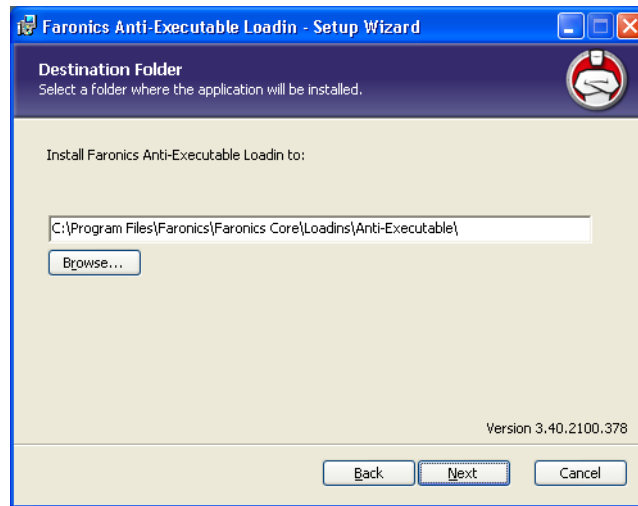 Faronics Anti-Executable Loadin - Setup Wizard
Destination Folder
Select a folder where the application will be installed.
Install Faronics Anti-Executable Loadin to:
C:\Program Files\Faronics\Faronics Core\Loadins\Anti-Executable\
Browse...
Version 3.40.2100.378
Back Next Cancel